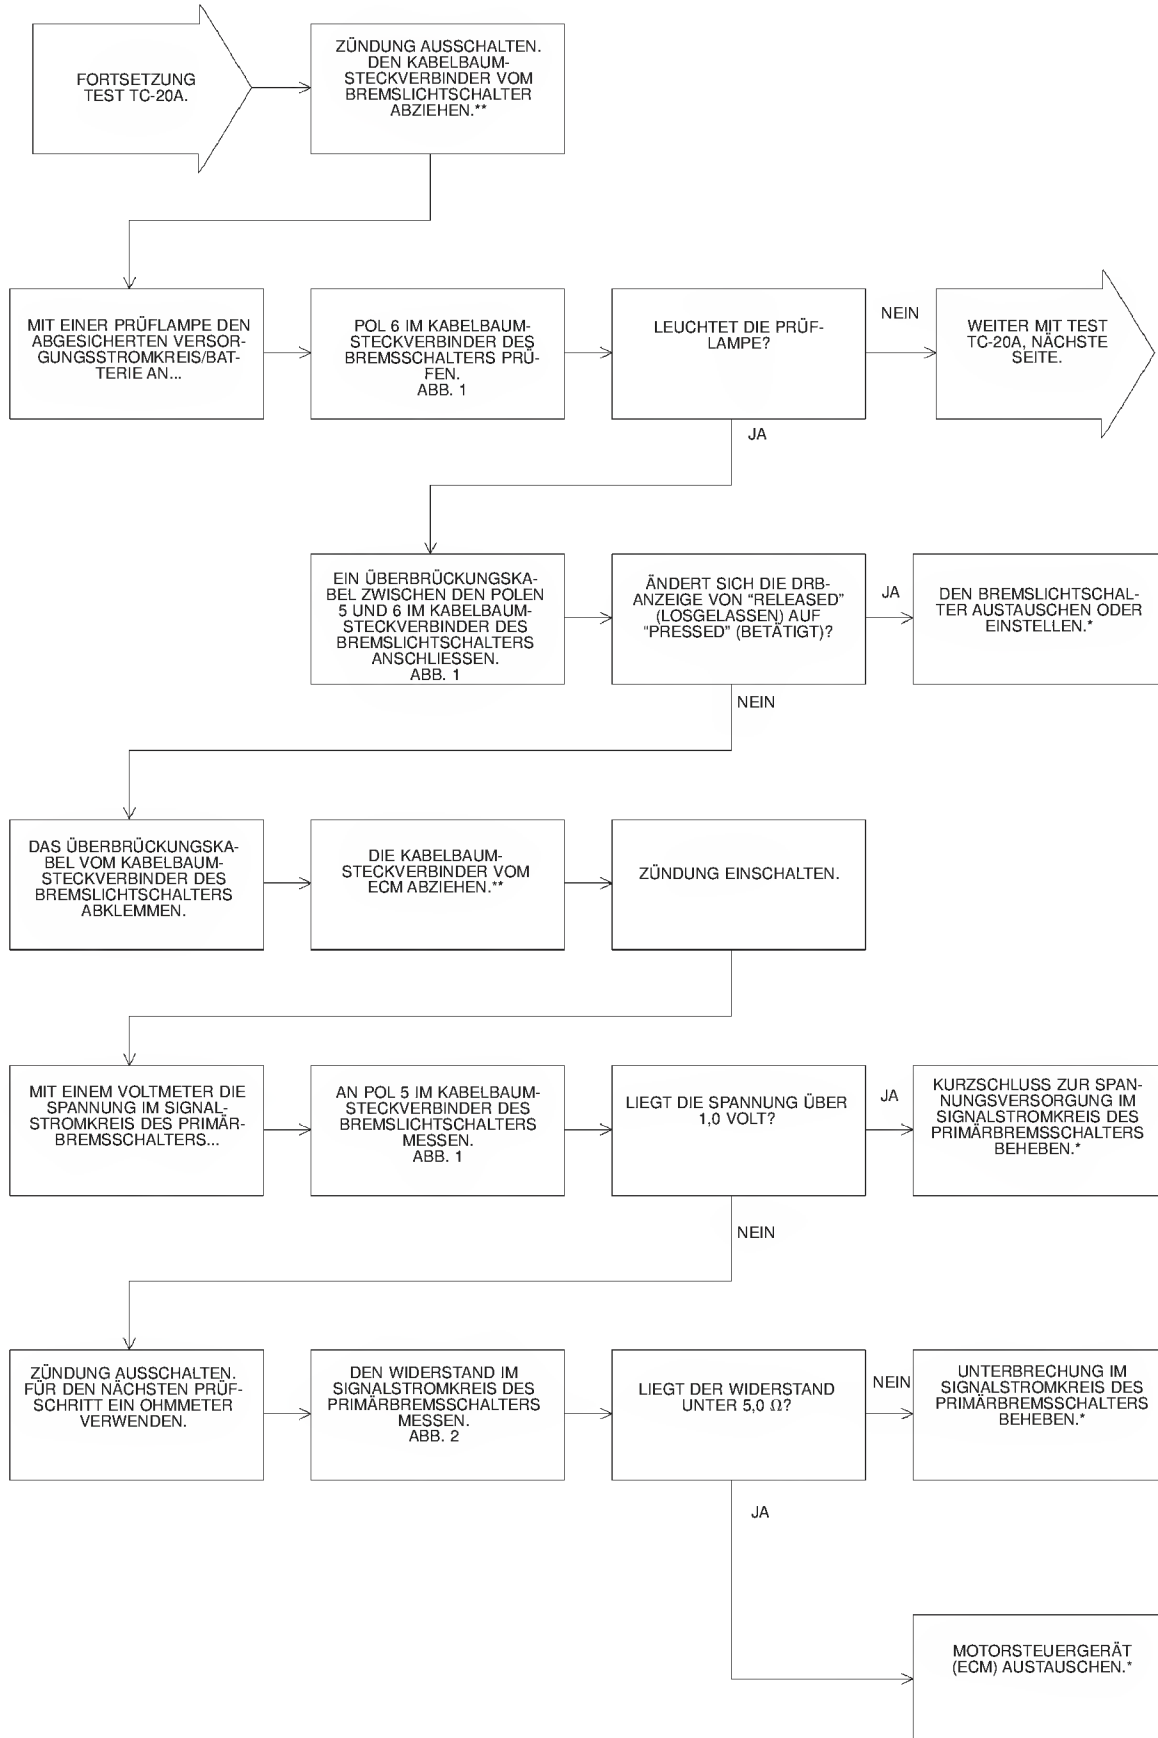 FORTSETZUNG
TEST TC-20A.
ZÜNDUNG AUSSCHALTEN.
DEN KABELBAUM-
STECKVERBINDER VOM
BREMSLICHTSCHALTER
ABZIEHEN.**
MIT EINER PRÜFLAMPE DEN
ABGESICHERTEN VERSOR-
GUNGSSTROMKREIS/BAT-
TERIE AN...
POL 6 IM KABELBAUM-
STECKVERBINDER DES
BREMSSCHALTERS PRÜ-
FEN.
ABB. 1
LEUCHTET DIE PRÜF-
LAMPE?
NEIN
WEITER MIT TEST
TC-20A, NÄCHSTE
SEITE.
JA
EIN ÜBERBRÜCKUNGSKA-
BEL ZWISCHEN DEN POLEN
5 UND 6 IM KABELBAUM-
STECKVERBINDER DES
BREMSLICHTSCHALTERS
ANSCHLIESSEN.
ABB. 1
ÄNDERT SICH DIE DRB-
ANZEIGE VON “RELEASED”
(LOSGELASSEN) AUF
“PRESSED” (BETÄTIGT)?
JA
DEN BREMSLICHTSCHAL-
TER AUSTAUSCHEN ODER
EINSTELLEN.*
NEIN
DAS ÜBERBRÜCKUNGSKA-
BEL VOM KABELBAUM-
STECKVERBINDER DES
BREMSLICHTSCHALTERS
ABKLEMMEN.
DIE KABELBAUM-
STECKVERBINDER VOM
ECM ABZIEHEN.**
ZÜNDUNG EINSCHALTEN.
MIT EINEM VOLTMETER DIE
SPANNUNG IM SIGNAL-
STROMKREIS DES PRIMÄR-
BREMSSCHALTERS...
AN POL 5 IM KABELBAUM-
STECKVERBINDER DES
BREMSLICHTSCHALTERS
MESSEN.
ABB. 1
LIEGT DIE SPANNUNG ÜBER
1,0 VOLT?
JA
KURZSCHLUSS ZUR SPAN-
NUNGSVERSORGUNG IM
SIGNALSTROMKREIS DES
PRIMÄRBREMSSCHALTERS
BEHEBEN.*
NEIN
ZÜNDUNG AUSSCHALTEN.
FÜR DEN NÄCHSTEN PRÜF-
SCHRITT EIN OHMMETER
VERWENDEN.
DEN WIDERSTAND IM
SIGNALSTROMKREIS DES
PRIMÄRBREMSSCHALTERS
MESSEN.
ABB. 2
LIEGT DER WIDERSTAND
UNTER 5,0 Ω?
NEIN
UNTERBRECHUNG IM
SIGNALSTROMKREIS DES
PRIMÄRBREMSSCHALTERS
BEHEBEN.*
JA
MOTORSTEUERGERÄT
(ECM) AUSTAUSCHEN.*